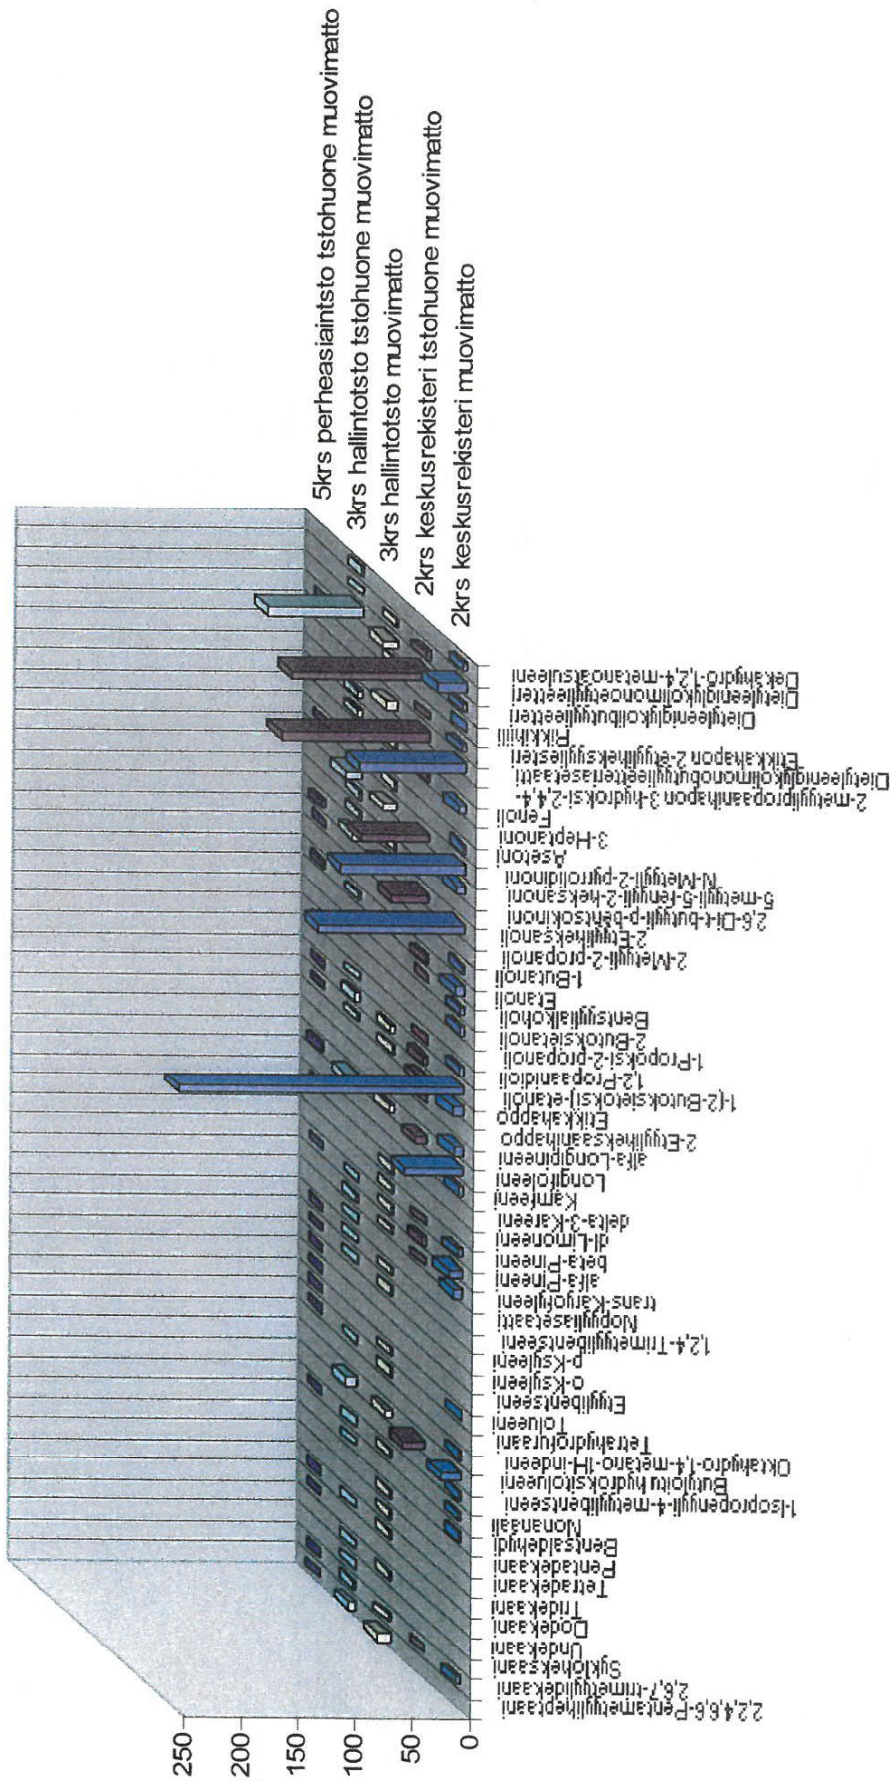 5krs perheasiaintsto tstohuone muovimatto
3krs hallintotsto tstohuone muovimatto
3krs hallintotsto muovimatto
2krs keskusrekisteri tstohuone muovimatto
2krs keskusrekisteri muovimatto
250
200
150
100
50
0
2,2,4,6,6-Pentametyyliheptaani
2,6,7-trimetyylidekaani
Sykloheksaani
Undekaani
Dodekaani
Tridekaani
Tetradekaani
Pentadekaani
Bentsaldehydi
Nonanaali
1-Isopropenyyli-4-metyylibentseeni
Butyloitu hydroksitolueeni
Oktahydro-1,4-metano-1H-indeeni
Tetrahydrofuraani
Tolueeni
Etyylibentseeni
o-Ksyleeni
p-Ksyleeni
1,2,4-Trimetyylibentseeni
Nopyyliasetaatti
trans-Karyofyleeni
alfa-Pineeni
beta-Pineeni
dl-Limoneeni
delta-3-Kareeni
Kamfeeni
Longifoleeni
alfa-Longipineeni
2-Etyyliheksaanihappo
Etikkahappo
1-(2-Butoksietoksi)-etanoli
1,2-Propaanidioli
1-Propoksi-2-propanoli
2-Butoksietanoli
Bentsyylialkoholi
Etanoli
1-Butanoli
2-Metyyli-2-propanoli
2-Etyyliheksanoli
2,6-Di-t-butyyli-p-bentsokinoni
5-metyyli-5-fenyyli-2-heksanoni
N-Metyyli-2-pyrrolidinoni
Asetoni
3-Heptanoni
Fenoli
2-metyylipropaanihapon 3-hydroksi-2,4,4-
Dietyleeniglykolimonobutyylieetteriasetaatti
Etikkahapon 2-etyyliheksyyliesteri
Rikkihiili
Dietyleeniglykolibutyylieetteri
Dietyleeniglykolimonoetyylieetteri
Dekahydro-1,2,4-metanoatsuleeni